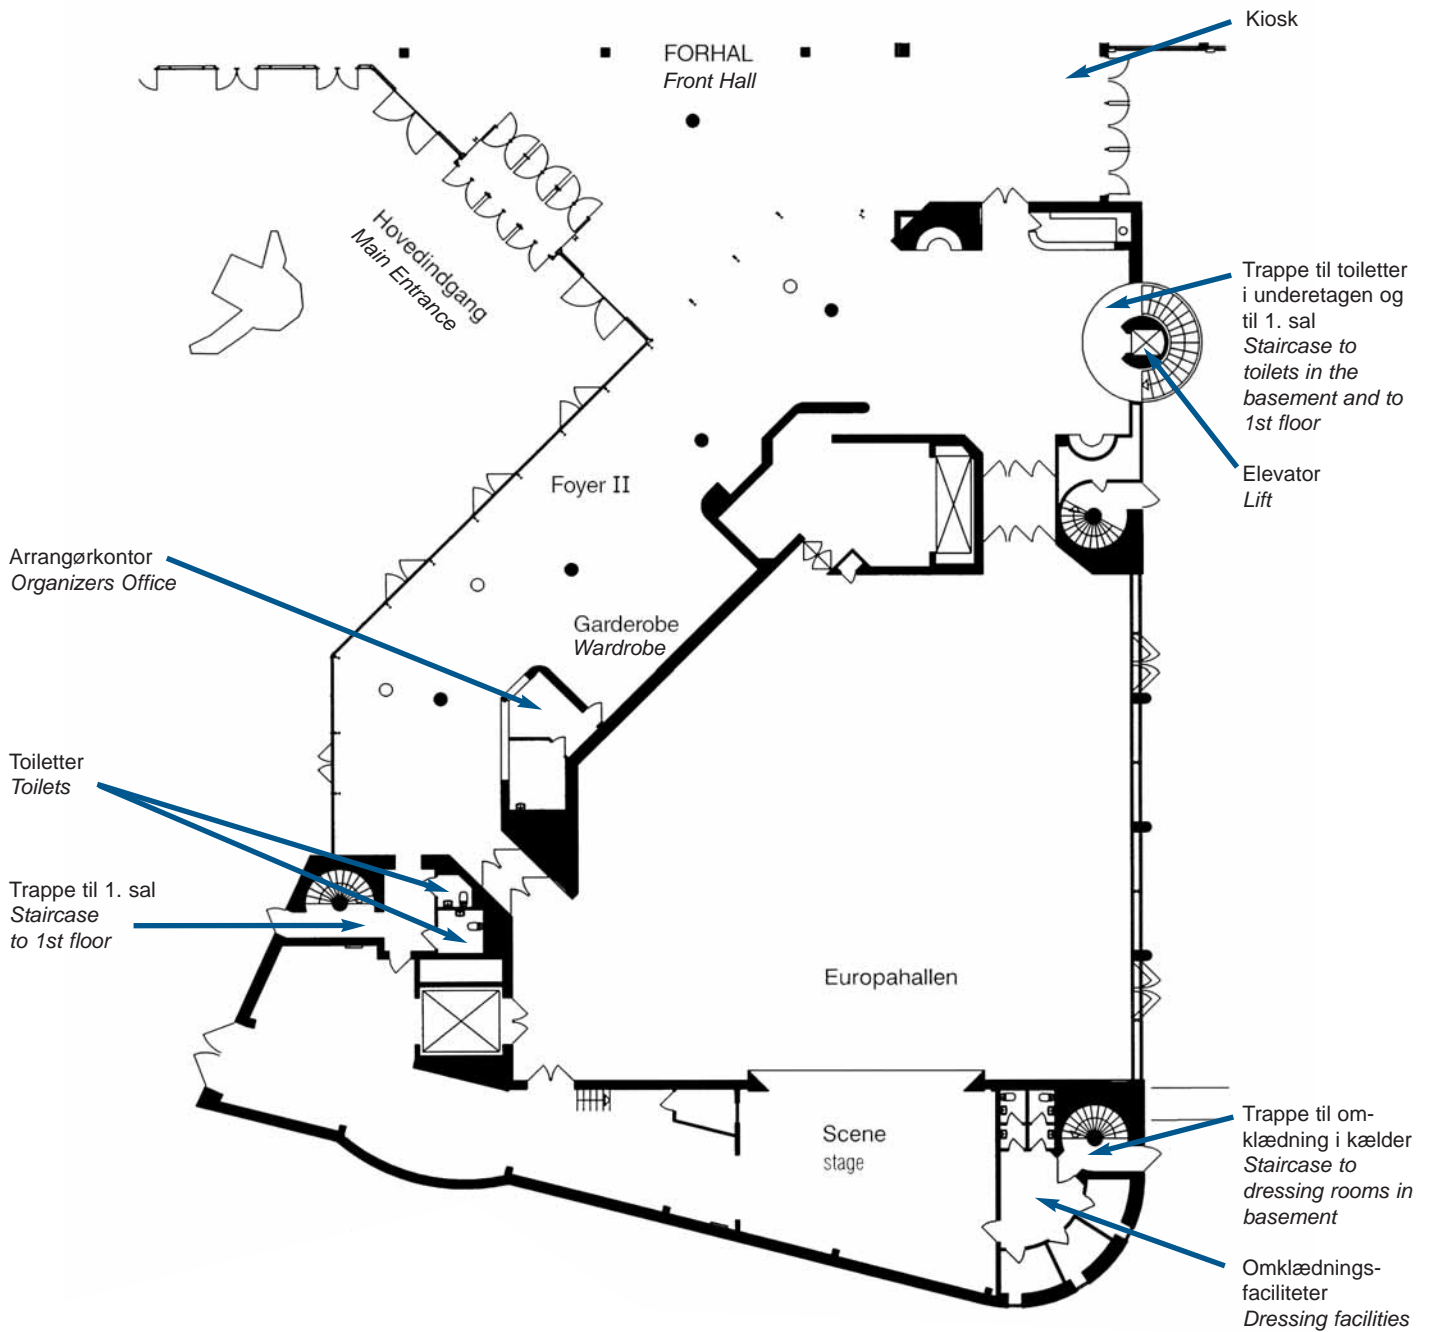 Kiosk
FORHAL
Front Hall
Hovedindgang
Main Entrance
Trappe til toiletter
i underetagen og
til 1. sal
Staircase to
toilets in the
basement and to
1st floor
Elevator
Lift
Foyer II
Arrangørkontor
Organizers Office
Garderobe
Wardrobe
Toiletter
Toilets
Trappe til 1. sal
Staircase
to 1st floor
Europahallen
Scene
stage
Trappe til om-
klædning i kælder
Staircase to
dressing rooms in
basement
Omklædnings-
faciliteter
Dressing facilities